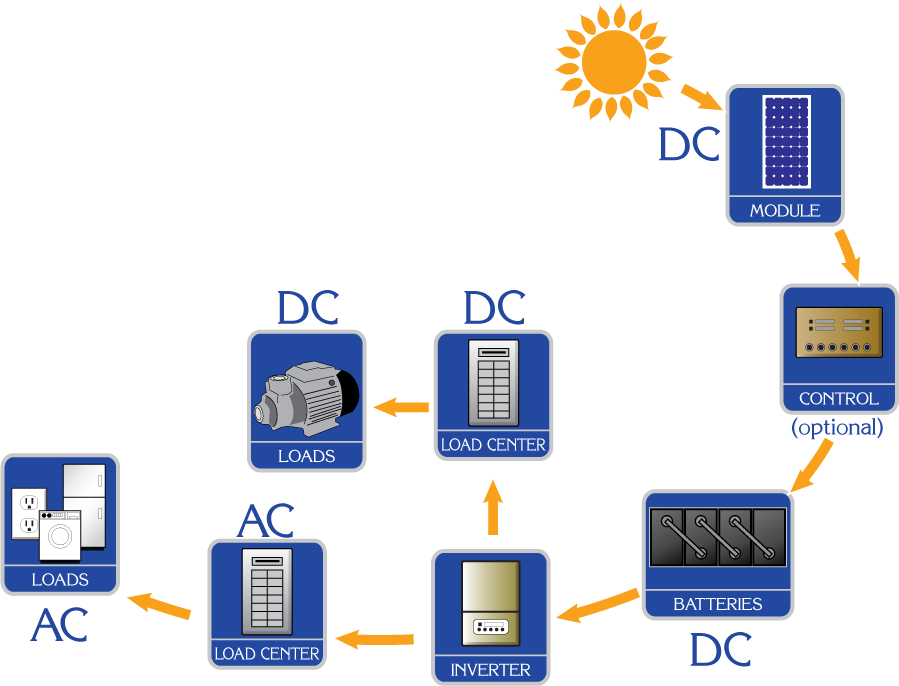 DC
MODULE
DC
DC
CONTROL
(optional)
LOADS
LOAD CENTER
AC
LOADS
BATTERIES
AC
LOAD CENTER
INVERTER
DC